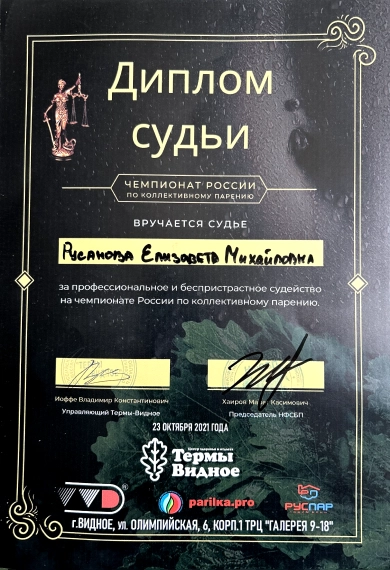 Диплом
судьи
ЧЕМПИОНАТ РОССИИ
ПО КОЛЛЕКТИВНОМУ ПАРЕНИЮ
ВРУЧАЕТСЯ СУДЬЕ
Русанова Елизавета Михайловна
за профессиональное и беспристрастное судейство
на чемпионате России по коллективному парению.
Иоффе Владимир Константинович
Управляющий Термы-Видное
Хаиров Касимович
Председатель НФСБП
23 ОКТЯБРЯ 2021 ГОДА
Термы
Видное
VVD
®
parilka.pro
РУСПАР
г.ВИДНОЕ, ул. ОЛИМПИЙСКАЯ, 6, КОРП.1 ТРЦ "ГАЛЕРЕЯ 9-18"